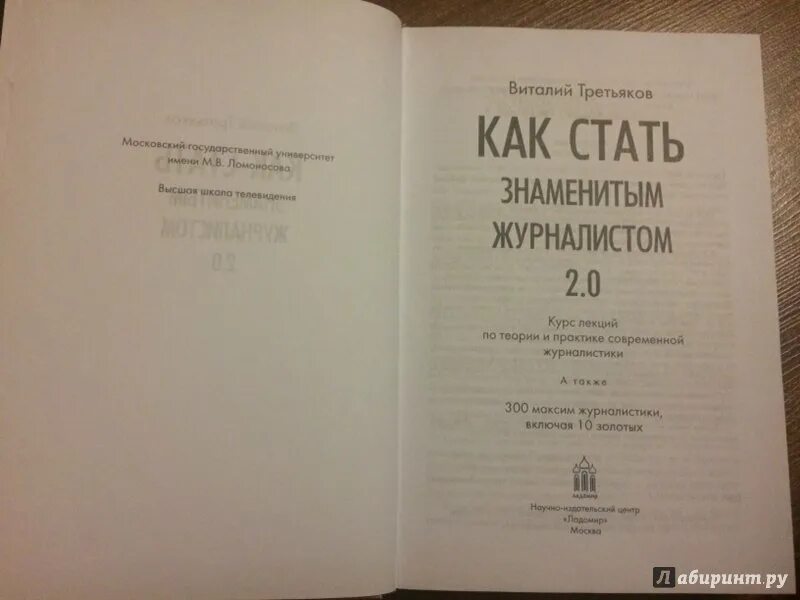 Московский государственный университет
имени М.В. Ломоносова
Высшая школа телевидения
Виталий Третьяков
КАК СТАТЬ
ЗНАМЕНИТЫМ
ЖУРНАЛИСТОМ
2.0
Курс лекций
по теории и практике современной
журналистики
А также
300 максим журналистики,
включая 10 золотых
ЛАДОМИР
Научно-издательский центр
«Ладомир»
Москва
Лабиринт.ру